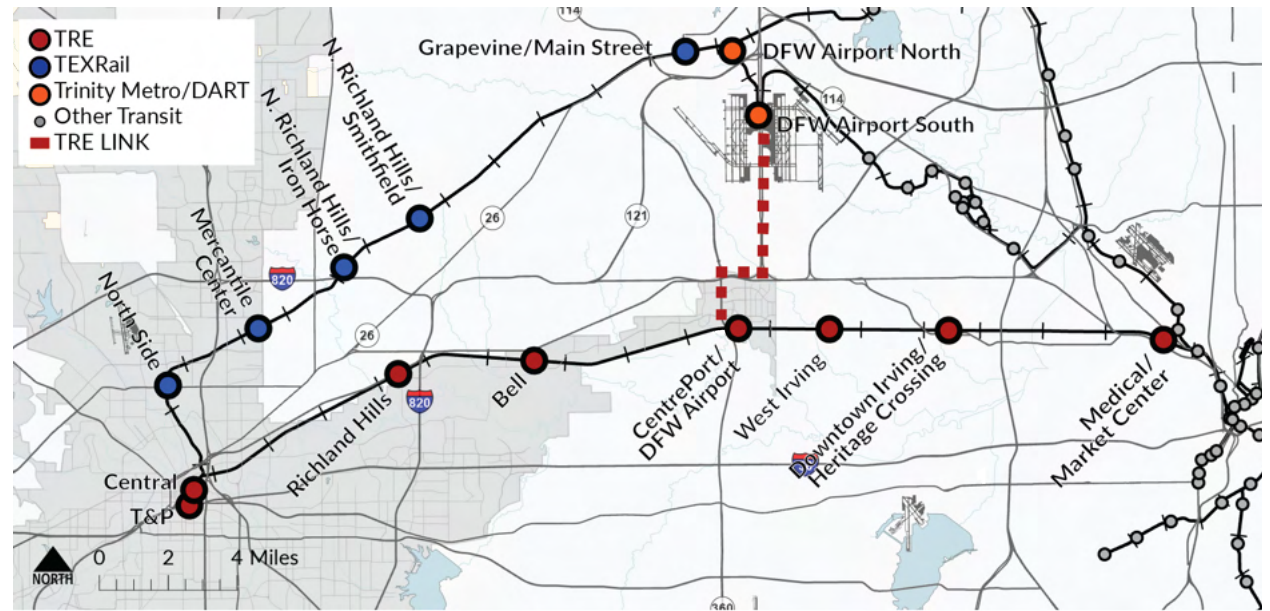 TRE
TEXRail
Trinity Metro/DART
Other Transit
TRE LINK
114
Grapevine/Main Street
DFW Airport North
114
DFW Airport South
N. Richland Hills/
Smithfield
N. Richland Hills/
Iron Horse
26
121
Mercantile
Center
820
North Side
26
Richland Hills
820
Bell
CentrePort/
DFW Airport
West Irving
Downtown Irving/
Heritage Crossing
Medical/
Market Center
Central
T&P
NORTH
0 2 4 Miles
360